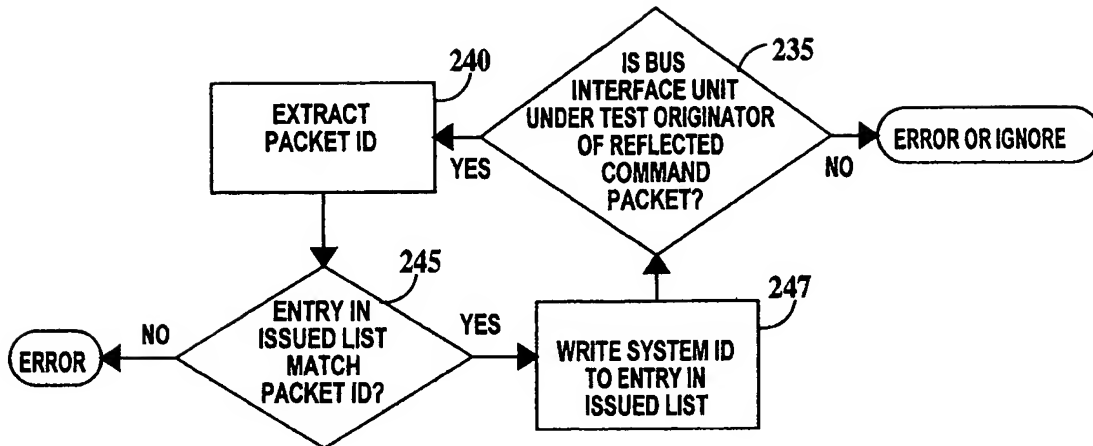 240
EXTRACT
PACKET ID
235
IS BUS
INTERFACE UNIT
UNDER TEST ORIGINATOR
OF REFLECTED
COMMAND
PACKET?
YES
NO
ERROR OR IGNORE
245
ENTRY IN
ISSUED LIST
MATCH
PACKET ID?
NO
ERROR
YES
247
WRITE SYSTEM ID
TO ENTRY IN
ISSUED LIST